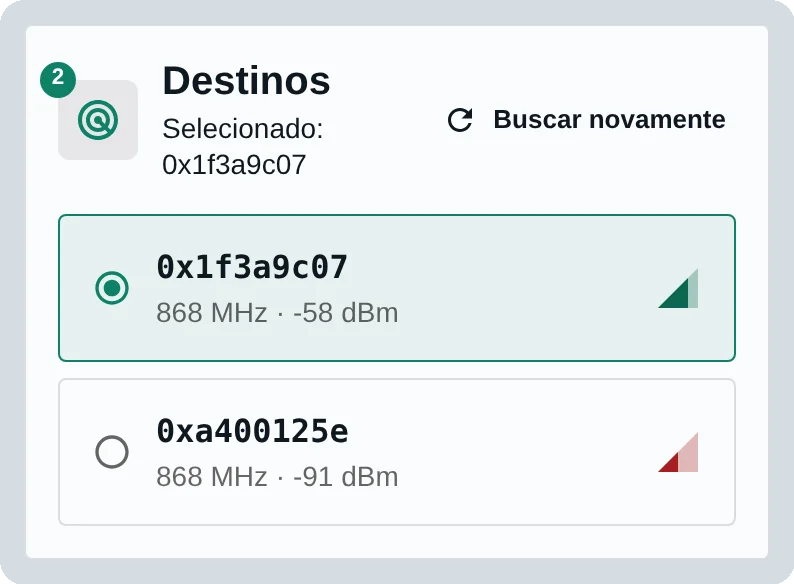 2
Destinos
Selecionado:
0x1f3a9c07
Buscar novamente
0x1f3a9c07
868 MHz · -58 dBm
0xa400125e
868 MHz · -91 dBm